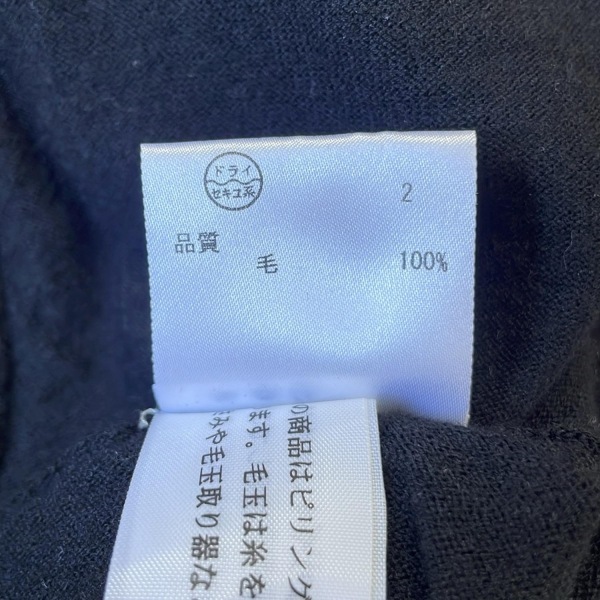 ドライ
セキユ系
2
品質
毛 100%
の商品はピリング
ます。毛玉は糸を
みや毛玉取り器な